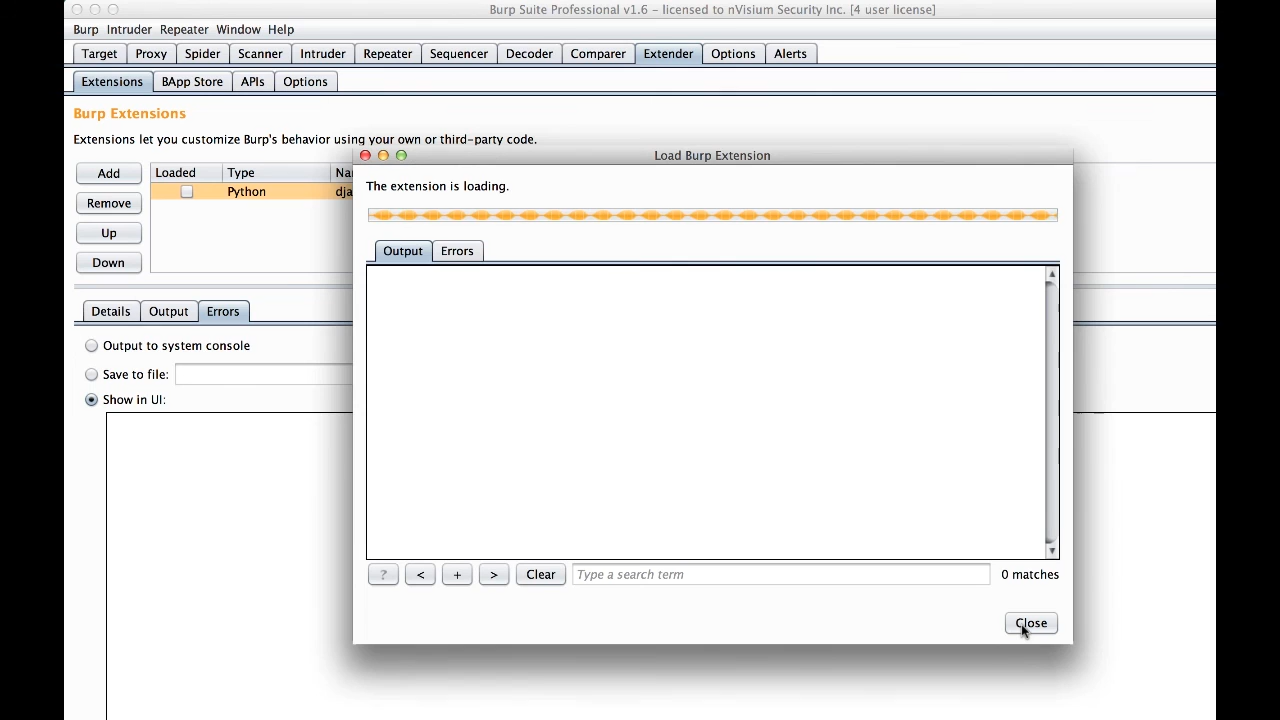 Burp Suite Professional v1.6 – licensed to nVisium Security Inc. [4 user license]
Burp Intruder Repeater Window Help
Target Proxy Spider Scanner Intruder Repeater Sequencer Decoder Comparer Extender Options Alerts
Extensions BApp Store APIs Options
Burp Extensions
Extensions let you customize Burp's behavior using your own or third-party code.
Load Burp Extension
Add Loaded Type Na
The extension is loading.
Python dja
Remove
Up
Output Errors
Down
Details Output Errors
Output to system console
Save to file:
Show in UI:
? < + > Clear Type a search term 0 matches
Close